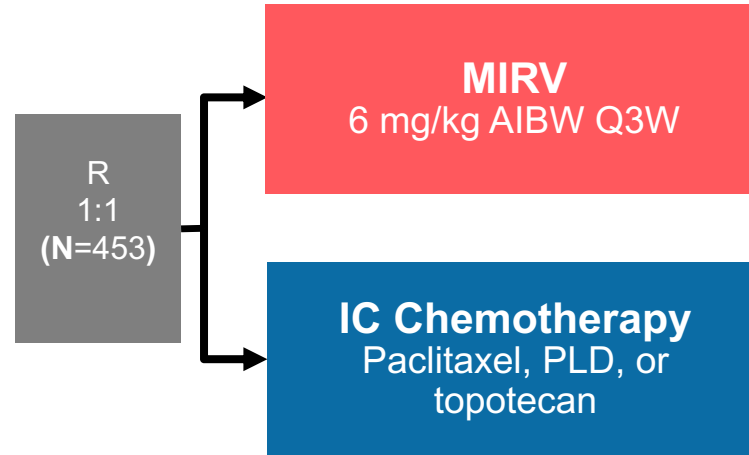 R
1:1
(N=453)
MIRV
6 mg/kg AIBW Q3W
IC Chemotherapy
Paclitaxel, PLD, or
topotecan